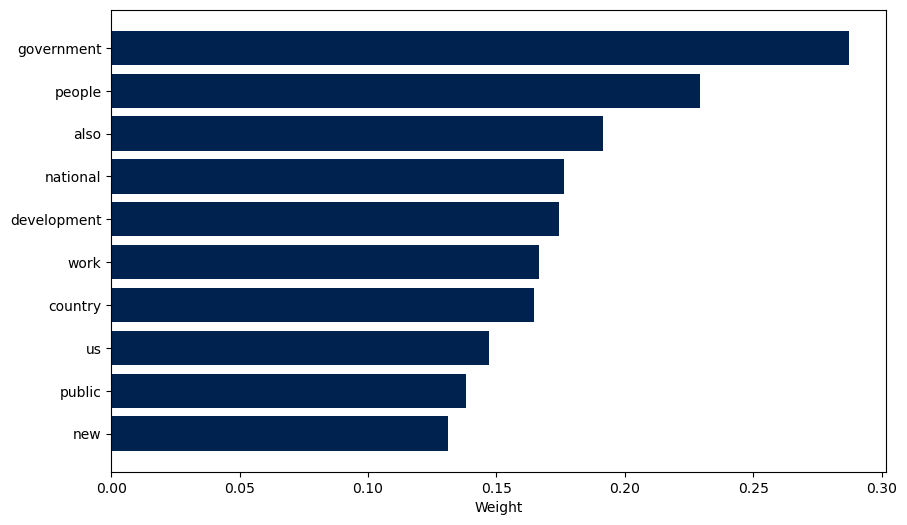 government
people
also
national
development
work
country
us
public
new
0.00 0.05 0.10 0.15 0.20 0.25 0.30
Weight